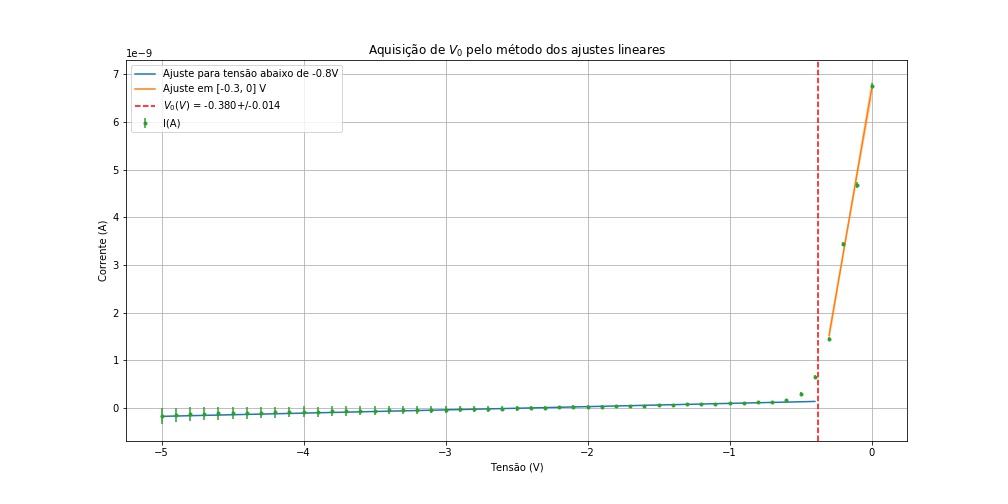 Aquisição de V₀ pelo método dos ajustes lineares
1e−9
Ajuste para tensão abaixo de -0.8V
Ajuste em [-0.3, 0] V
V₀(V) = -0.380+/-0.014
I(A)
7
6
5
4
3
2
1
0
Corrente (A)
−5 −4 −3 −2 −1 0
Tensão (V)